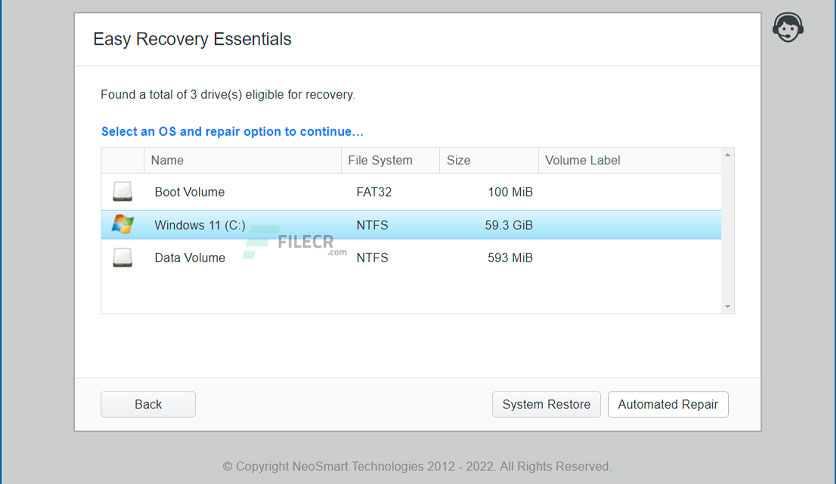 Easy Recovery Essentials
Found a total of 3 drive(s) eligible for recovery.
Select an OS and repair option to continue...
Name File System Size Volume Label
Boot Volume FAT32 100 MiB
Windows 11 (C:) NTFS 59.3 GiB
FILECR
.com
Data Volume NTFS 593 MiB
Back System Restore Automated Repair
© Copyright NeoSmart Technologies 2012 - 2022. All Rights Reserved.